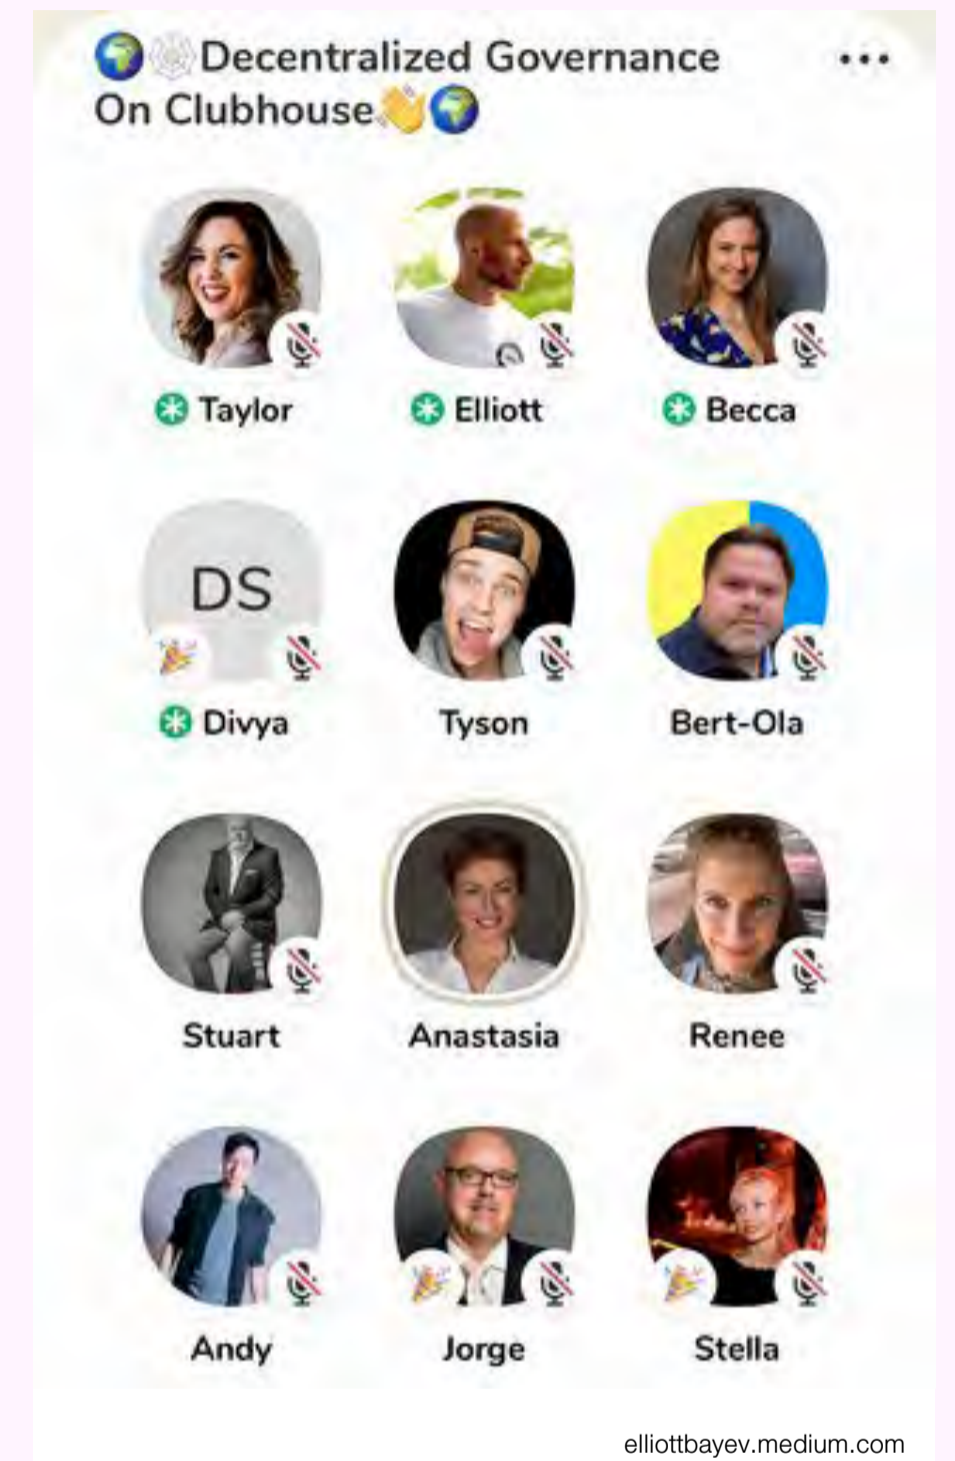 Decentralized Governance
On Clubhouse
Taylor Elliott Becca
DS
Divya Tyson Bert-Ola
Stuart Anastasia Renee
Andy Jorge Stella
elliottbayev.medium.com